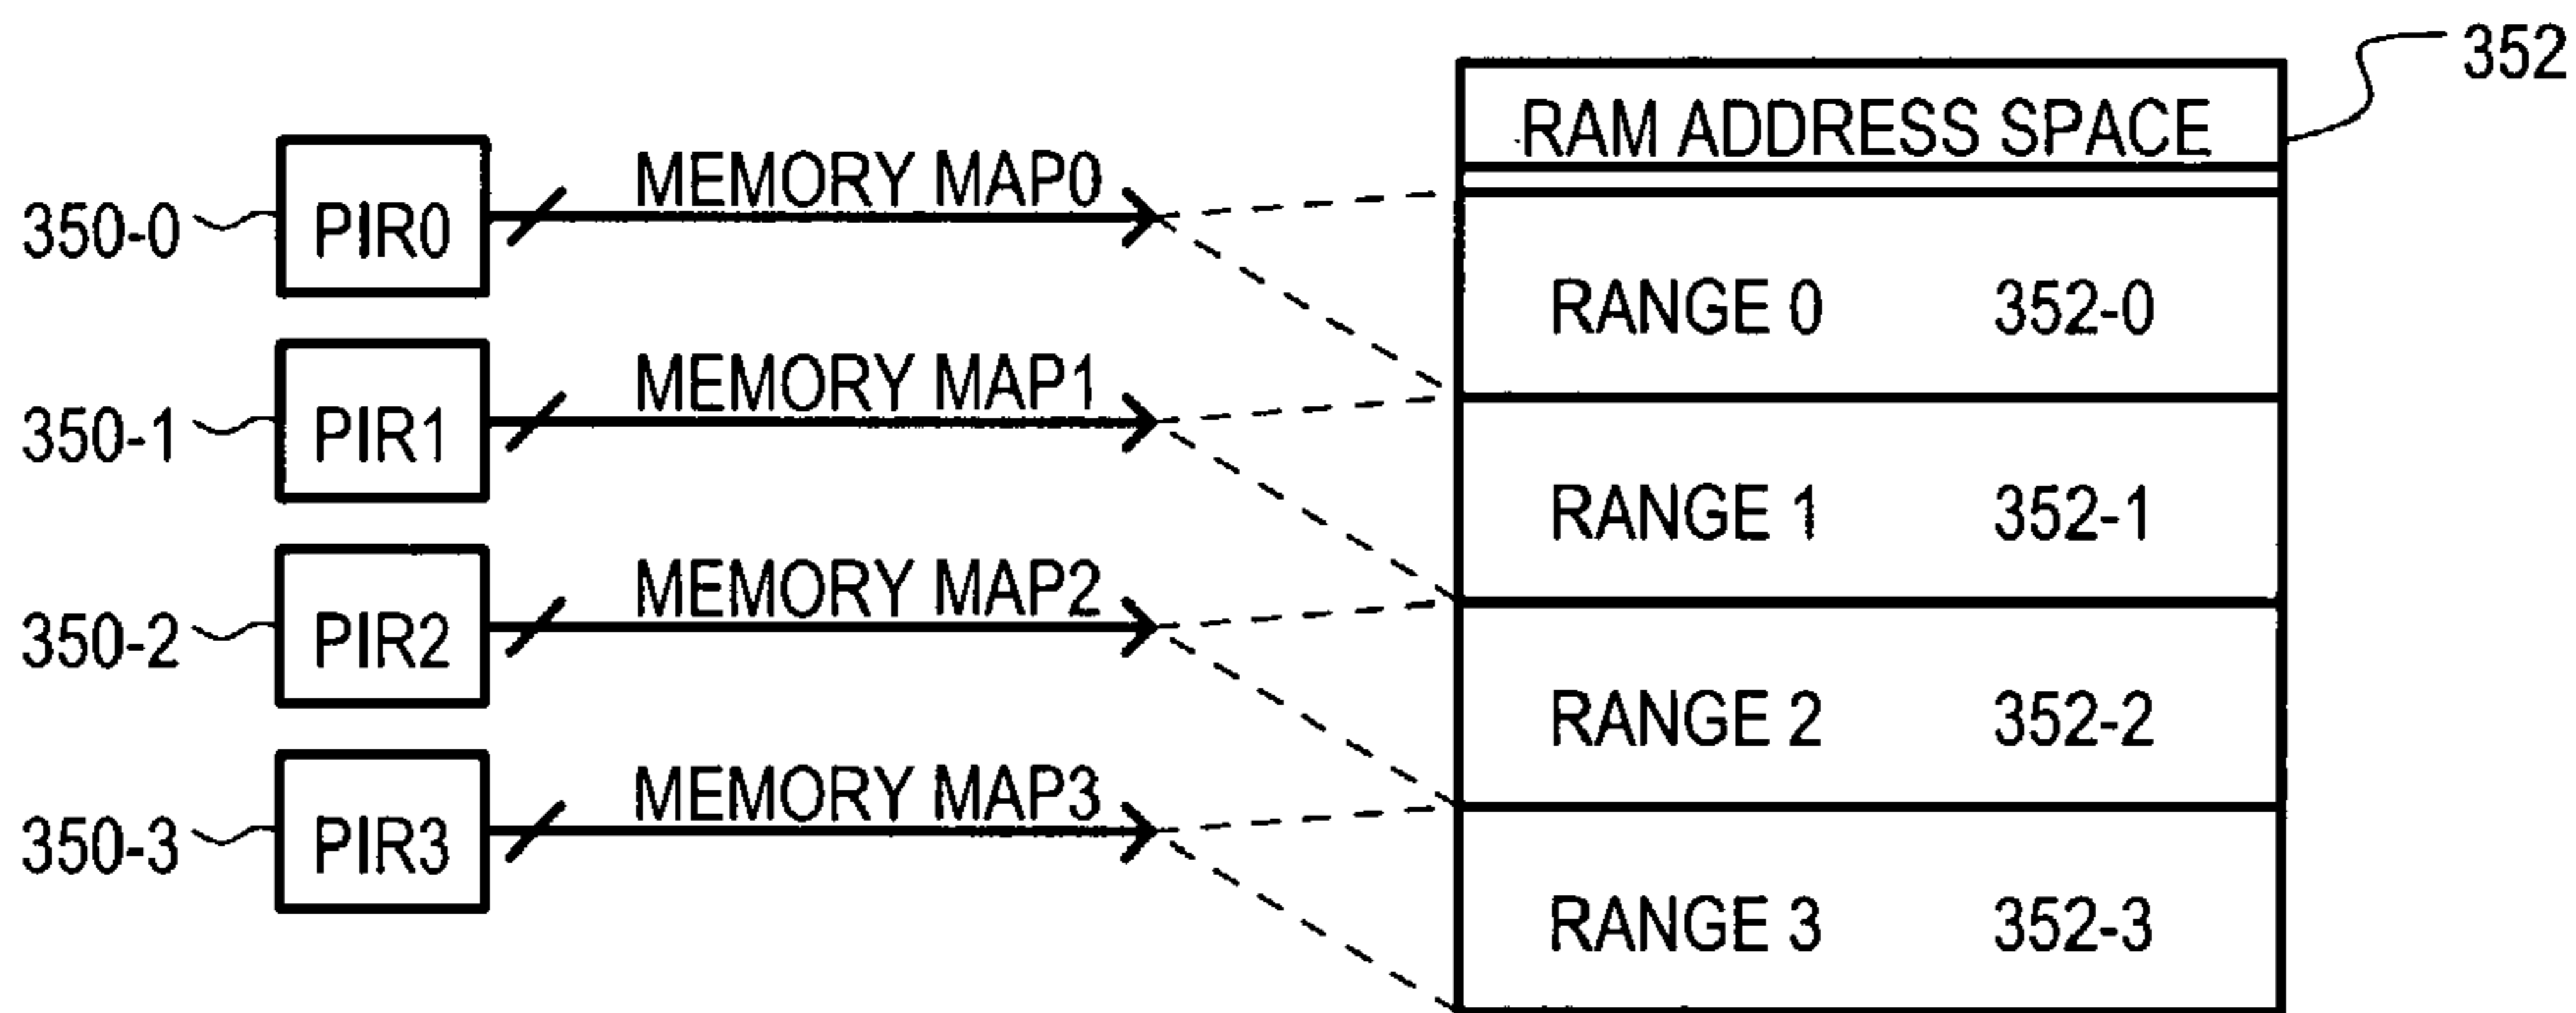 352
RAM ADDRESS SPACE
350-0 PIR0 MEMORY MAP0
RANGE 0 352-0
350-1 PIR1 MEMORY MAP1
RANGE 1 352-1
350-2 PIR2 MEMORY MAP2
RANGE 2 352-2
350-3 PIR3 MEMORY MAP3
RANGE 3 352-3